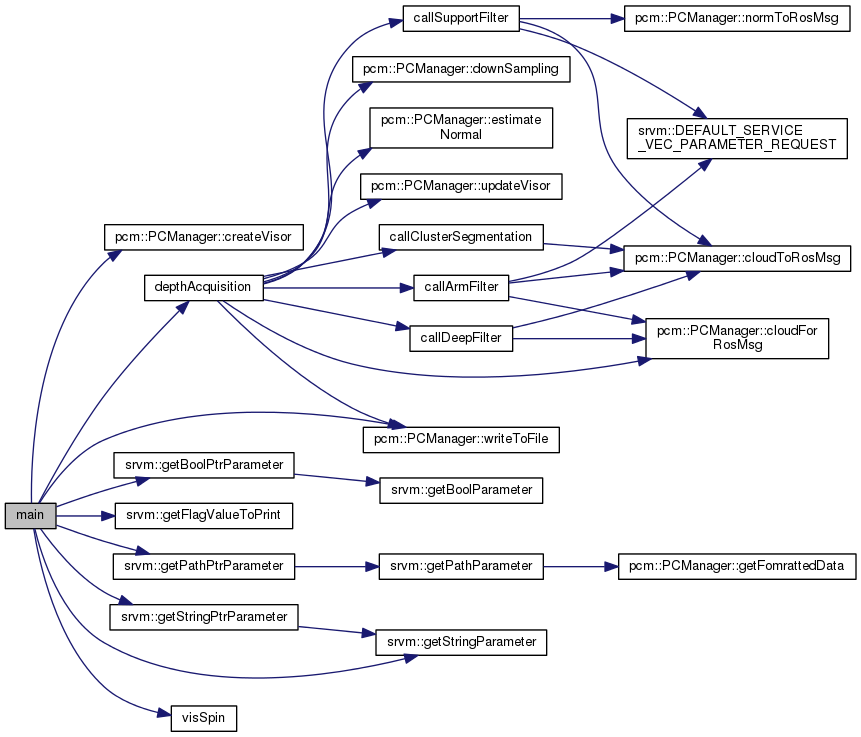 callSupportFilter
pcm::PCManager::normToRosMsg
pcm::PCManager::downSampling
pcm::PCManager::estimate
Normal
srvm::DEFAULT_SERVICE
_VEC_PARAMETER_REQUEST
pcm::PCManager::updateVisor
pcm::PCManager::createVisor
callClusterSegmentation
pcm::PCManager::cloudToRosMsg
depthAcquisition
callArmFilter
callDeepFilter
pcm::PCManager::cloudFor
RosMsg
pcm::PCManager::writeToFile
srvm::getBoolPtrParameter
srvm::getBoolParameter
main
srvm::getFlagValueToPrint
srvm::getPathPtrParameter
srvm::getPathParameter
pcm::PCManager::getFomrattedData
srvm::getStringPtrParameter
srvm::getStringParameter
visSpin